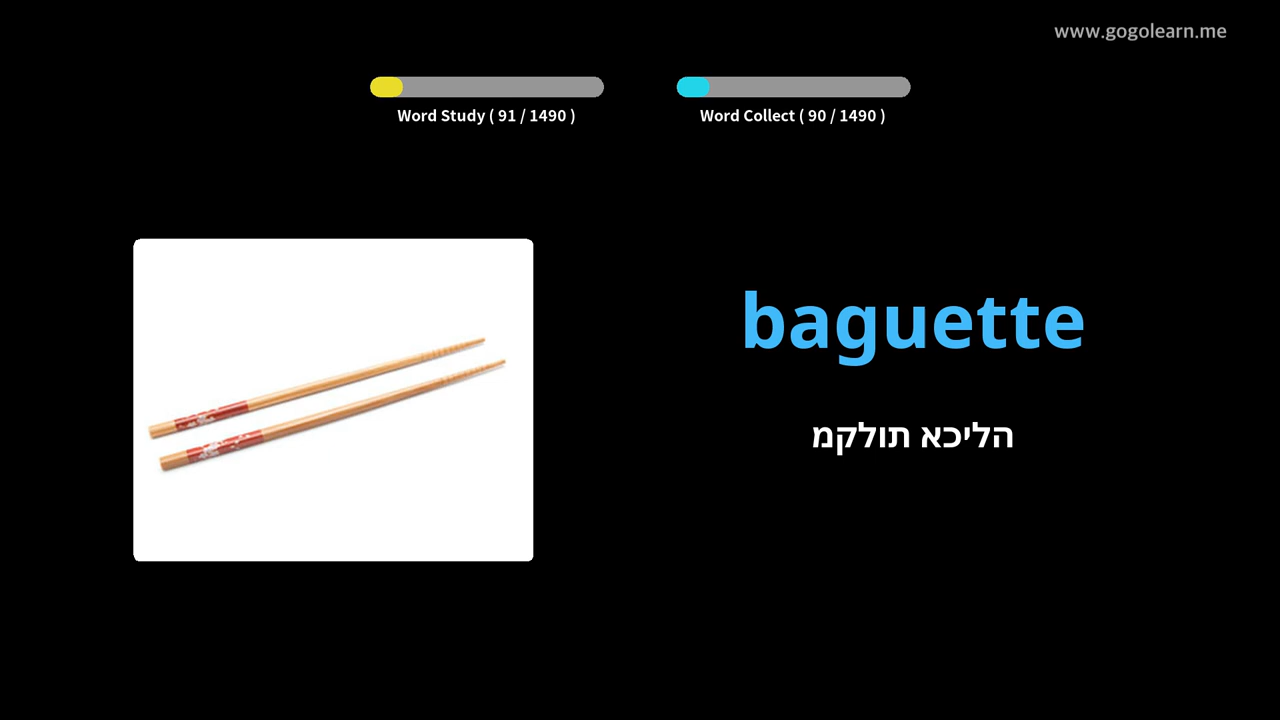 www.gogolearn.me
Word Study ( 91 / 1490 )
Word Collect ( 90 / 1490 )
baguette
מקלות אכילה